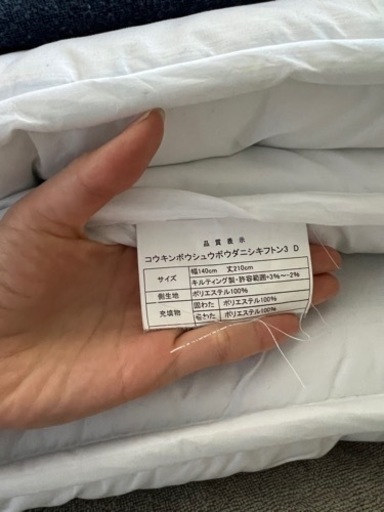 品質表示
コウキンボウシュウボウダニシキフトン3 D
サイズ 幅140cm 丈210cm
キルティング製・許容範囲+3%~-2%
側生地 ポリエステル100%
充填物 固わた ポリエステル100%
巻わた ポリエステル100%